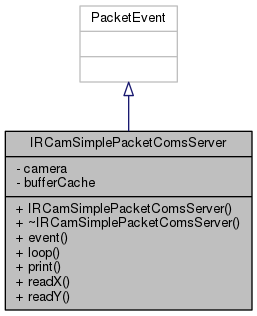 PacketEvent
IRCamSimplePacketComsServer
- camera
- bufferCache
+ IRCamSimplePacketComsServer()
+ ~IRCamSimplePacketComsServer()
+ event()
+ loop()
+ print()
+ readX()
+ readY()